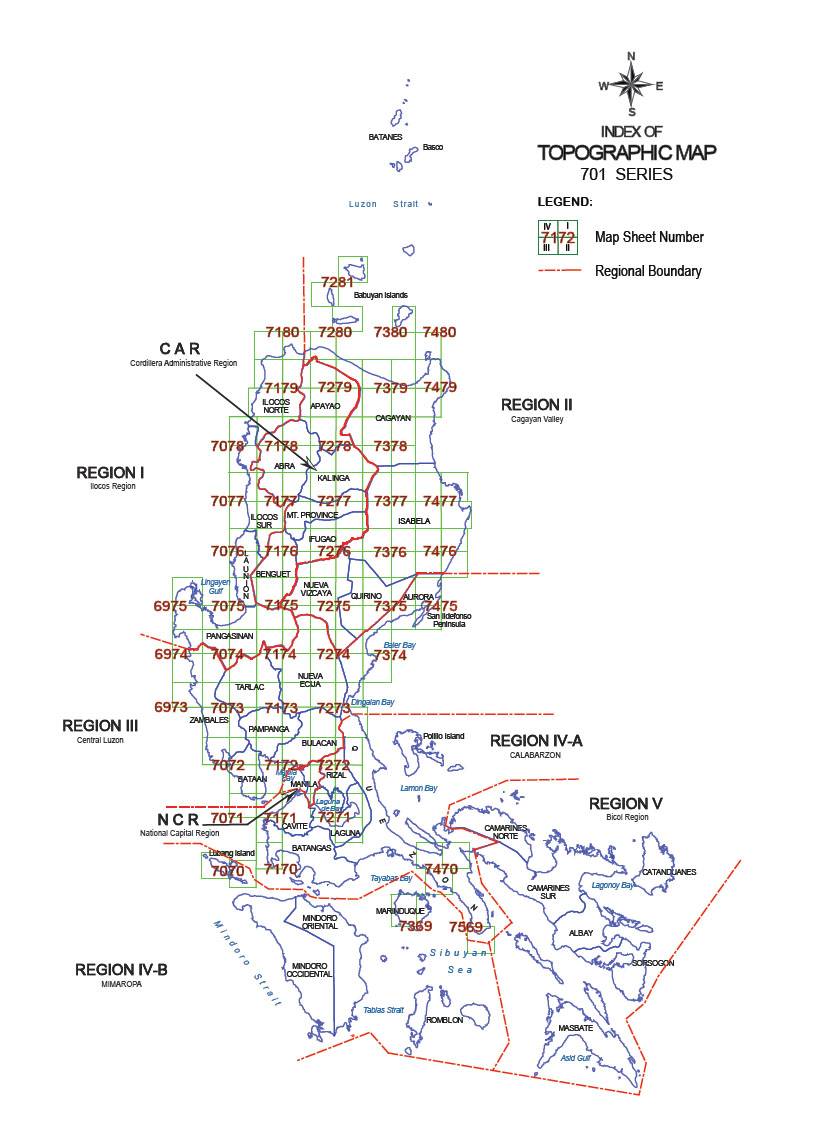 N
W E
S
INDEX OF
TOPOGRAPHIC MAP
701 SERIES
LEGEND:
IV I
7172
III II
Map Sheet Number
Regional Boundary
BATANES
Basco
Luzon Strait
7281
Babuyan Islands
7180 7280 7380 7480
C A R
Cordillera Administrative Region
7179 7279 7379 7479
ILOCOS
NORTE
APAYAO
CAGAYAN
REGION II
Cagayan Valley
7078 7178 7278 7378
ABRA
KALINGA
REGION I
Ilocos Region
7077 7177 7277 7377 7477
ILOCOS
SUR
MT. PROVINCE
ISABELA
IFUGAO
7076 7176 7276 7376 7476
LA UNION
BENGUET
NUEVA
VIZCAYA
QUIRINO
AURORA
Lingayen
Gulf
6975 7075 7175 7275 7375 7475
San Ildefonso
Peninsula
PANGASINAN
Baler Bay
6974 7074 7174 7274 7374
TARLAC
NUEVA
ECIJA
Dingalan Bay
6973 7073 7173 7273
ZAMBALES
PAMPANGA
BULACAN
REGION III
Central Luzon
Polillo Island
REGION IV-A
CALABARZON
7072 7172 7272
BATAAN
Manila
Bay
MANILA
RIZAL
Lamon Bay
Laguna
de Bay
REGION V
Bicol Region
N C R
National Capital Region
7071 7171 7271
CAVITE
LAGUNA
Q U E Z O N
CAMARINES
NORTE
BATANGAS
Lubang Island
7070 7170 7470
Tayabas Bay
CATANDUANES
Lagonoy Bay
CAMARINES
SUR
MARINDUQUE
7369 7569
MINDORO
ORIENTAL
ALBAY
Mindoro Strait
Sibuyan
Sea
SORSOGON
REGION IV-B
MIMAROPA
MINDORO
OCCIDENTAL
Tablas Strait
ROMBLON
MASBATE
Asid Gulf